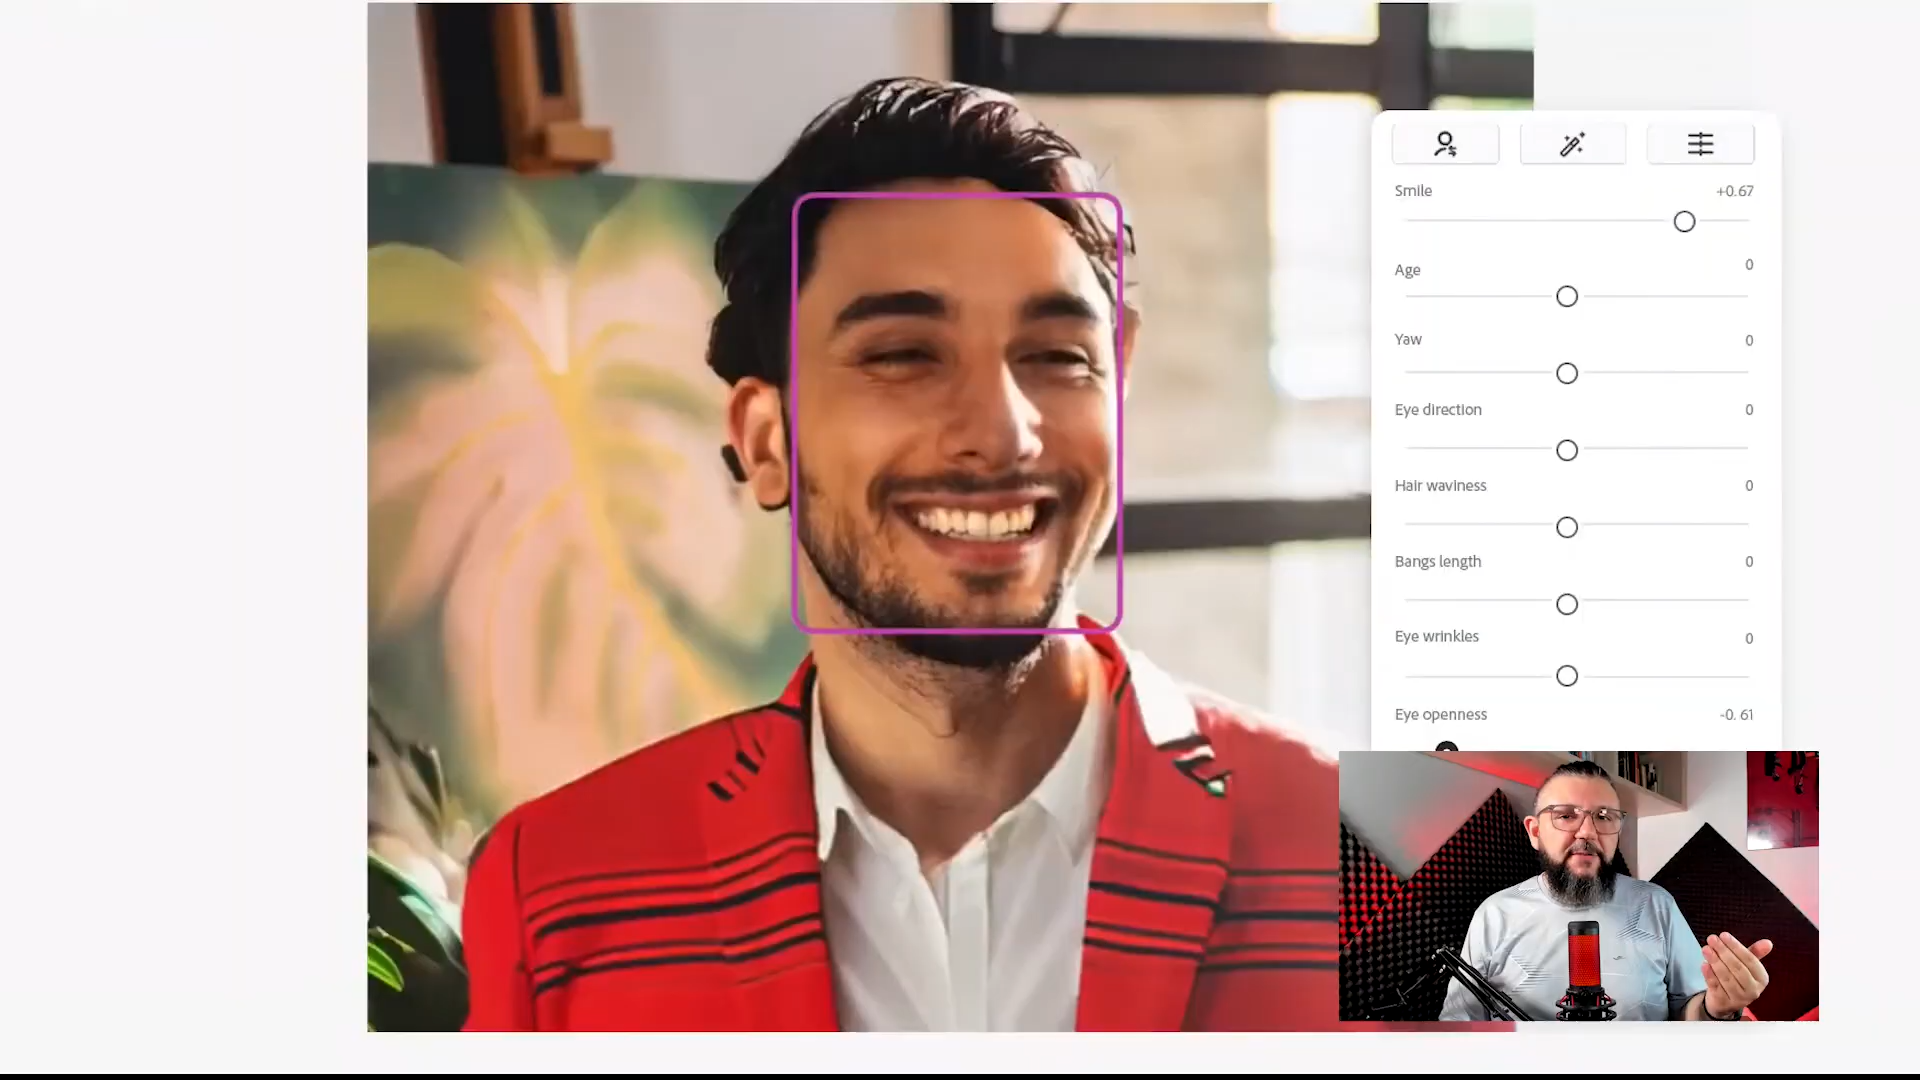 Smile +0.67
Age 0
Yaw 0
Eye direction 0
Hair waviness 0
Bangs length 0
Eye wrinkles 0
Eye openness -0. 61